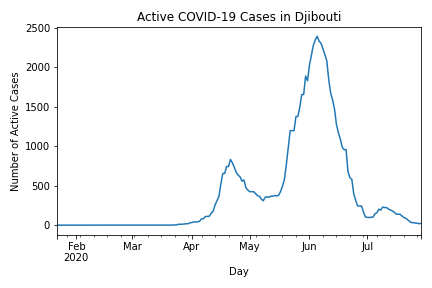 Active COVID-19 Cases in Djibouti
Number of Active Cases
2500
2000
1500
1000
500
0
Feb Mar Apr May Jun Jul
2020
Day